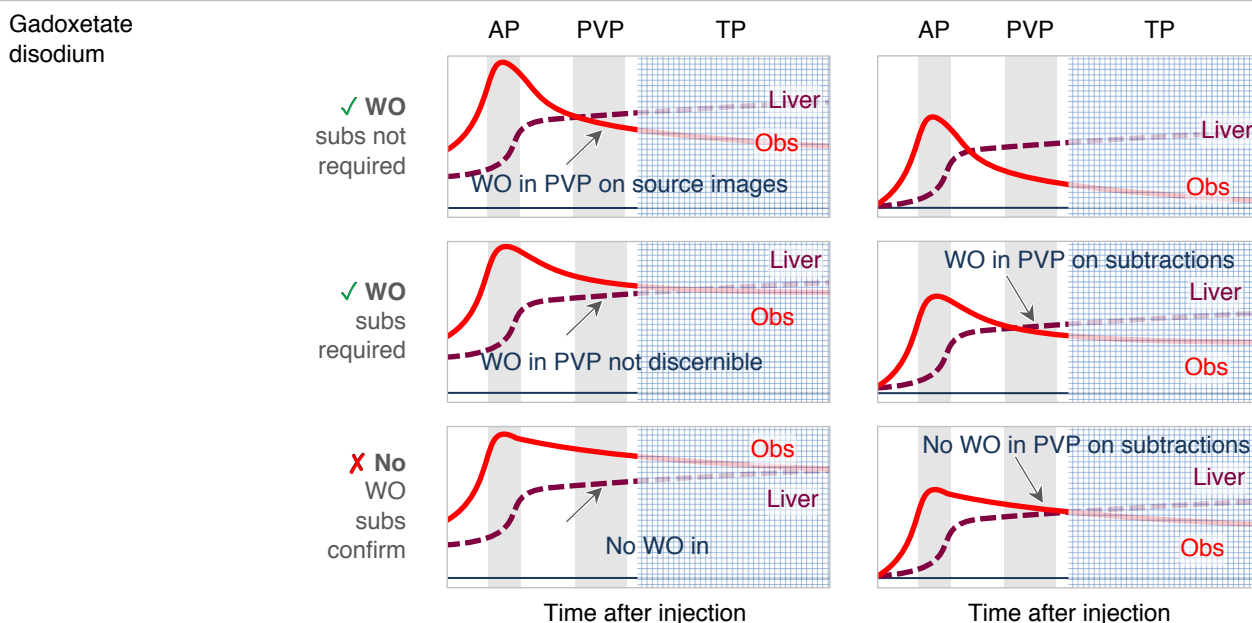 Gadoxetate
disodium
AP PVP TP AP PVP TP
✓ WO
subs not
required
Liver
Obs
WO in PVP on source images
Liver
Obs
✓ WO
subs
required
Liver
Obs
WO in PVP not discernible
WO in PVP on subtractions
Liver
Obs
✗ No
WO
subs
confirm
Obs
Liver
No WO in
No WO in PVP on subtractions
Liver
Obs
Time after injection Time after injection